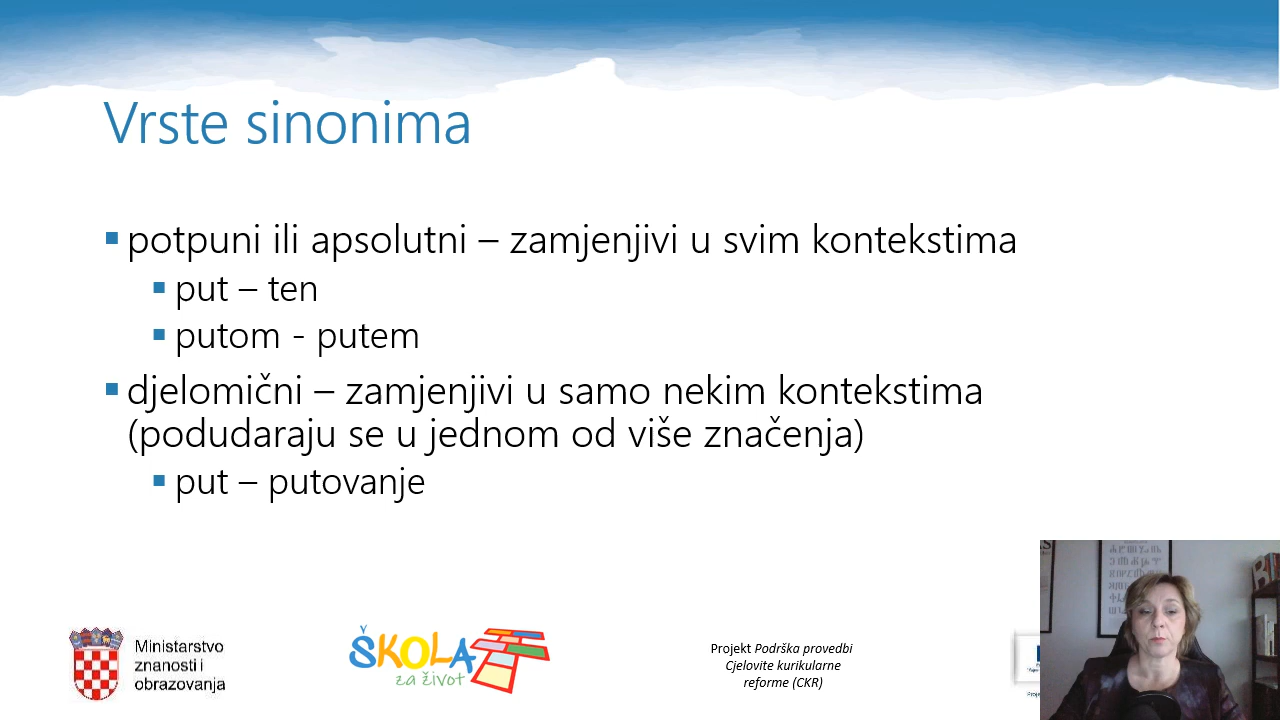 Vrste sinonima
potpuni ili apsolutni – zamjenjivi u svim kontekstima
put – ten
putom - putem
djelomični – zamjenjivi u samo nekim kontekstima
(podudaraju se u jednom od više značenja)
put – putovanje
Ministarstvo
znanosti i
obrazovanja
ŠKOLA
za život
Projekt Podrška provedbi
Cjelovite kurikularne
reforme (CKR)